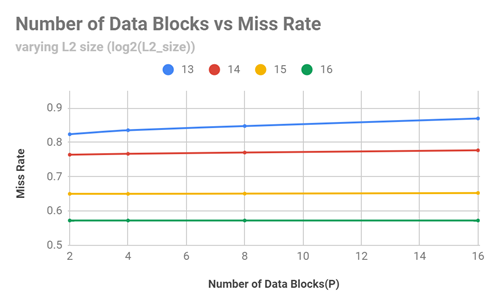 Number of Data Blocks vs Miss Rate
varying L2 size (log2(L2_size))
13 14 15 16
Miss Rate
0.9
0.8
0.7
0.6
0.5
2 4 6 8 10 12 14 16
Number of Data Blocks(P)